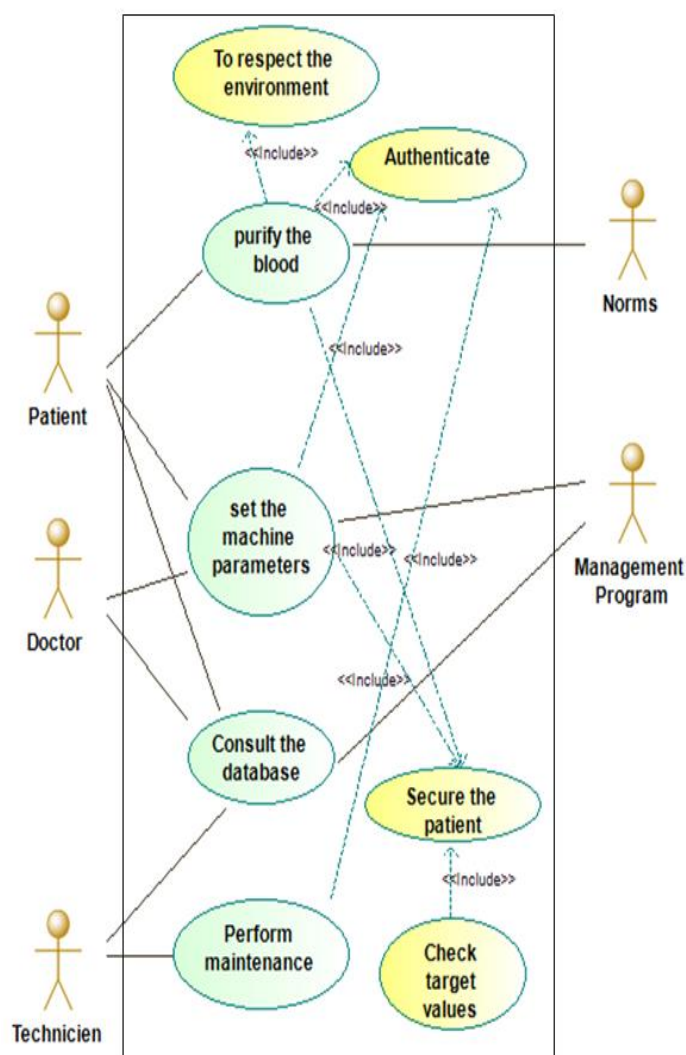 To respect the
environment
<<Include>>
Authenticate
<<Include>>
purify the
blood
Norms
<<Include>>
Patient
set the
machine
parameters
<<Include>>
<<Include>>
Management
Program
Doctor
<<Include>>
Consult the
database
Secure the
patient
<<Include>>
Perform
maintenance
Check
target
values
Technicien